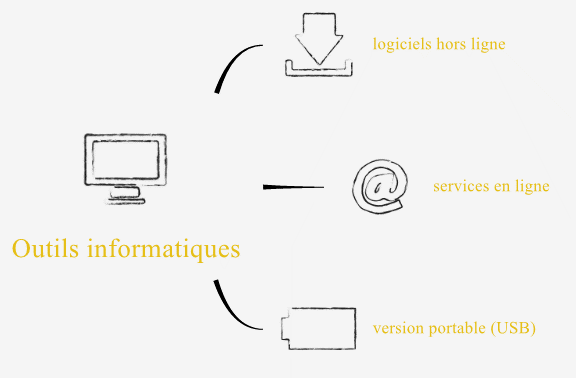 logiciels hors ligne
services en ligne
Outils informatiques
version portable (USB)